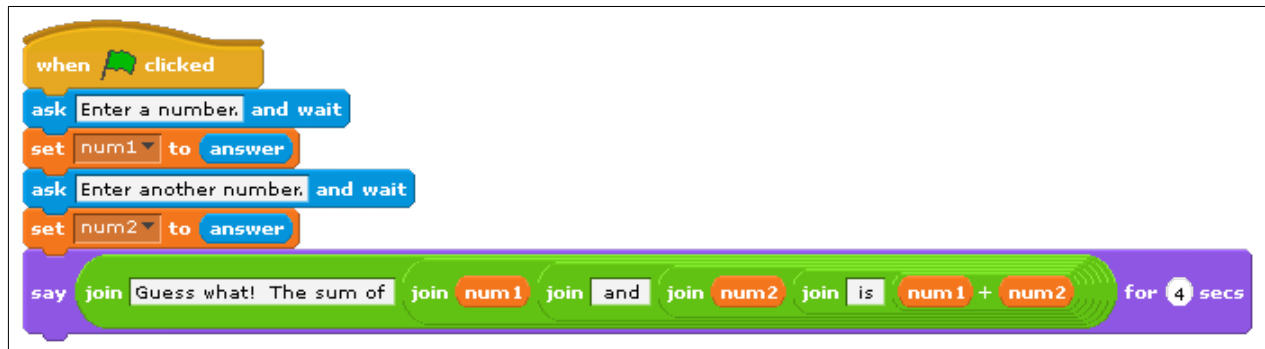 when clicked
ask Enter a number. and wait
set num1 to answer
ask Enter another number. and wait
set num2 to answer
say join Guess what! The sum of join num1 join and join num2 join is num1 + num2 for 4 secs